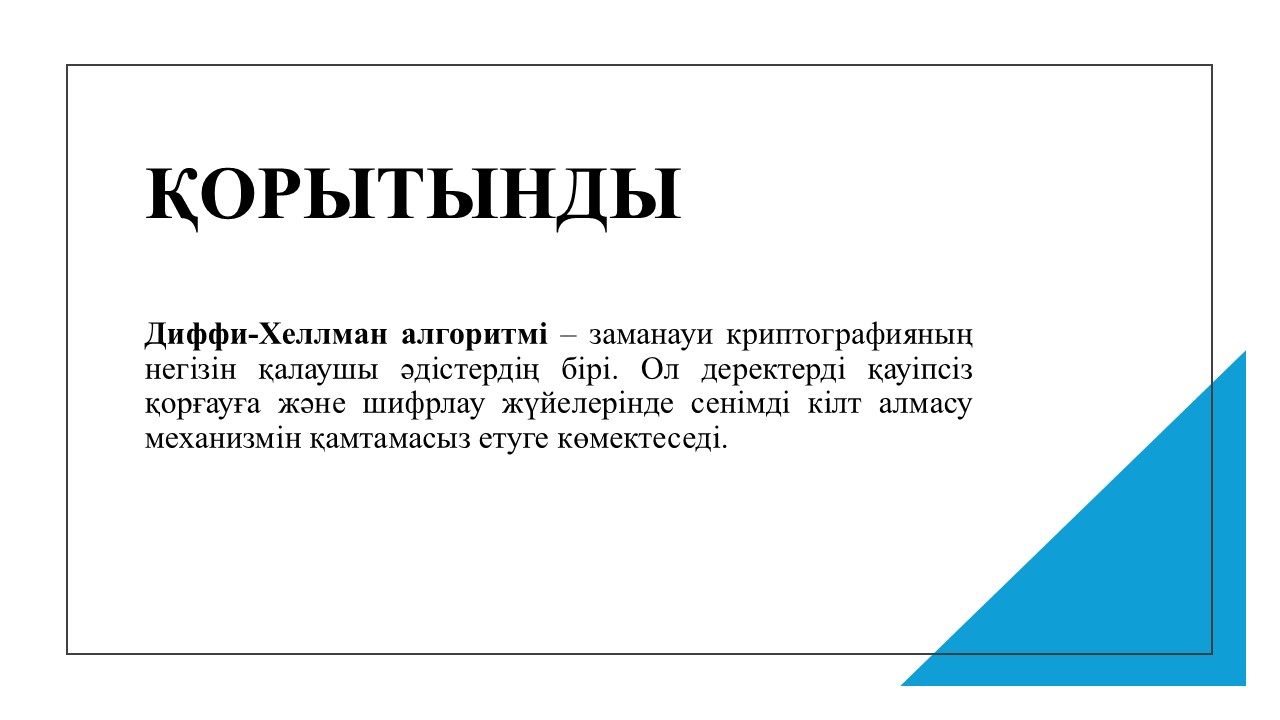 ҚОРЫТЫНДЫ
Диффи-Хеллман алгоритмі – заманауи криптографияның
негізін қалаушы әдістердің бірі. Ол деректерді қауіпсіз
қорғауға және шифрлау жүйелерінде сенімді кілт алмасу
механизмін қамтамасыз етуге көмектеседі.